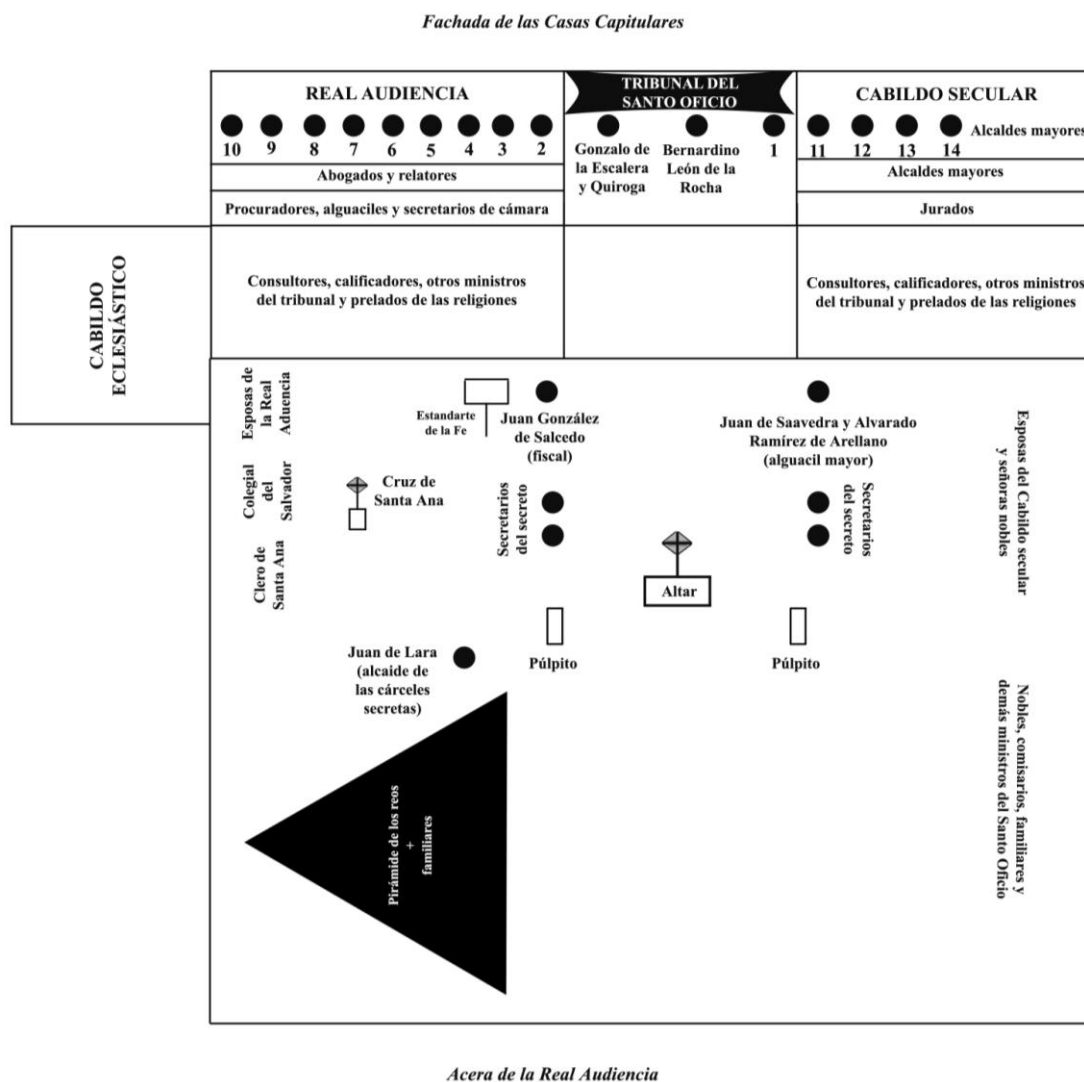 Fachada de las Casas Capitulares
REAL AUDIENCIA
10 9 8 7 6 5 4 3 2
Abogados y relatores
Procuradores, alguaciles y secretarios de cámara
TRIBUNAL DEL
SANTO OFICIO
Gonzalo de
la Escalera
y Quiroga
Bernardino
León de la
Rocha
1
CABILDO SECULAR
Alcaldes mayores
11 12 13 14
Alcaldes mayores
Jurados
CABILDO
ECLESIÁSTICO
Consultores, calificadores, otros ministros
del tribunal y prelados de las religiones
Consultores, calificadores, otros ministros
del tribunal y prelados de las religiones
Esposas de
la Real
Aduencia
Estandarte
de la Fe
Juan González
de Salcedo
(fiscal)
Juan de Saavedra y Alvarado
Ramírez de Arellano
(alguacil mayor)
Esposas del Cabildo secular
y señoras nobles
Colegial
del
Salvador
Cruz de
Santa Ana
Secretarios
del secreto
Secretarios
del secreto
Clero de
Santa Ana
Altar
Púlpito
Púlpito
Juan de Lara
(alcaide de
las cárceles
secretas)
Pirámide de los reos
+
familiares
Nobles, comisarios, familiares y
demás ministros del Santo Oficio
Acera de la Real Audiencia